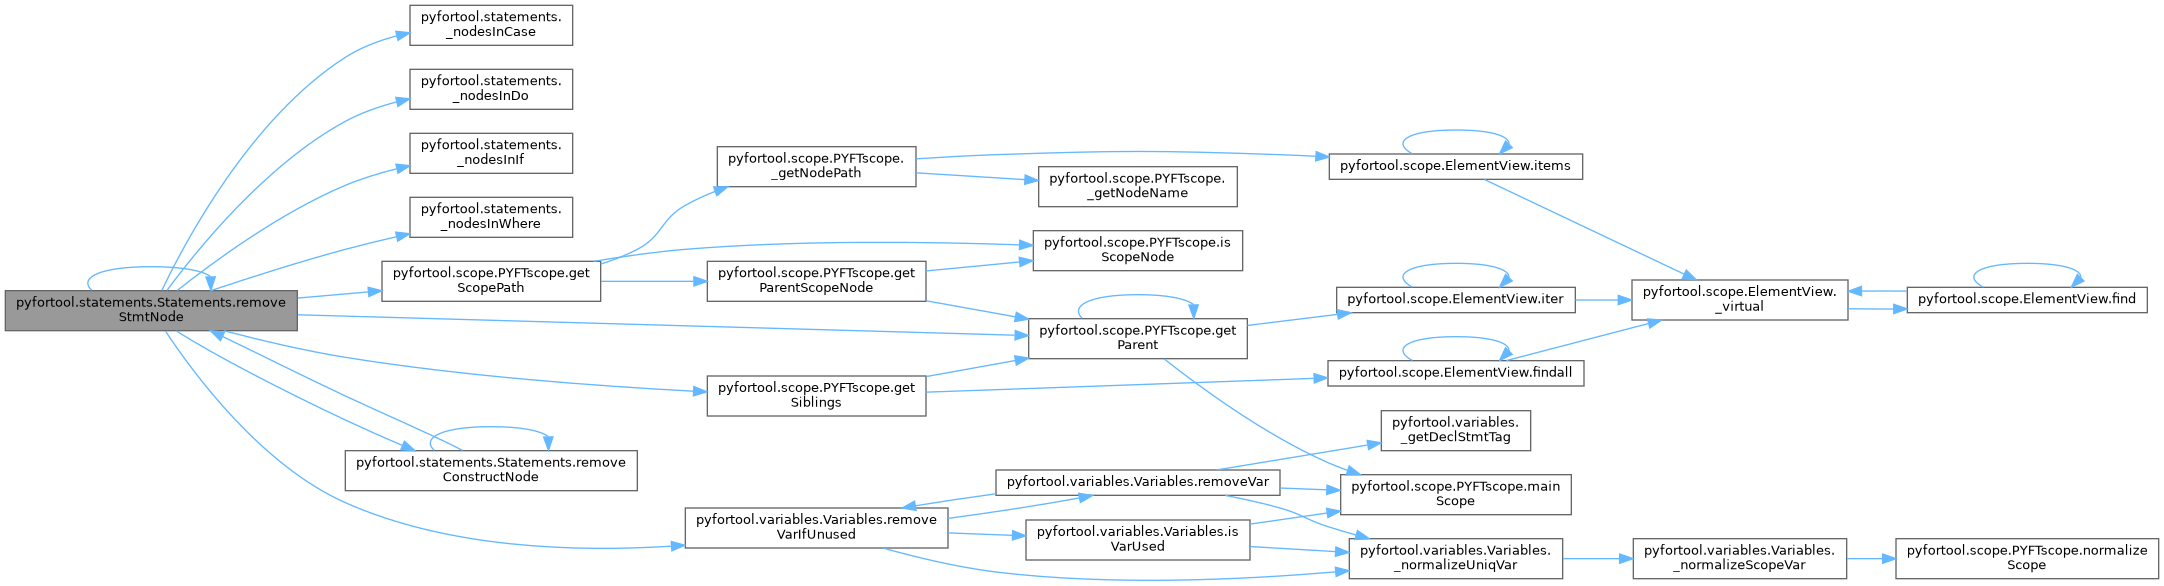 pyfortool.statements.
_nodesInCase
pyfortool.statements.
_nodesInDo
pyfortool.statements.
_nodesInIf
pyfortool.statements.
_nodesInWhere
pyfortool.statements.Statements.remove
StmtNode
pyfortool.scope.PYFTscope.get
ScopePath
pyfortool.statements.Statements.remove
ConstructNode
pyfortool.scope.PYFTscope.
_getNodePath
pyfortool.scope.PYFTscope.get
ParentScopeNode
pyfortool.scope.PYFTscope.get
Siblings
pyfortool.variables.Variables.remove
VarIfUnused
pyfortool.scope.PYFTscope.
_getNodeName
pyfortool.scope.PYFTscope.is
ScopeNode
pyfortool.scope.PYFTscope.get
Parent
pyfortool.variables.Variables.removeVar
pyfortool.variables.Variables.is
VarUsed
pyfortool.scope.ElementView.items
pyfortool.scope.ElementView.iter
pyfortool.scope.ElementView.findall
pyfortool.variables.
_getDeclStmtTag
pyfortool.scope.PYFTscope.main
Scope
pyfortool.variables.Variables.
_normalizeUniqVar
pyfortool.scope.ElementView.
_virtual
pyfortool.variables.Variables.
_normalizeScopeVar
pyfortool.scope.ElementView.find
pyfortool.scope.PYFTscope.normalize
Scope